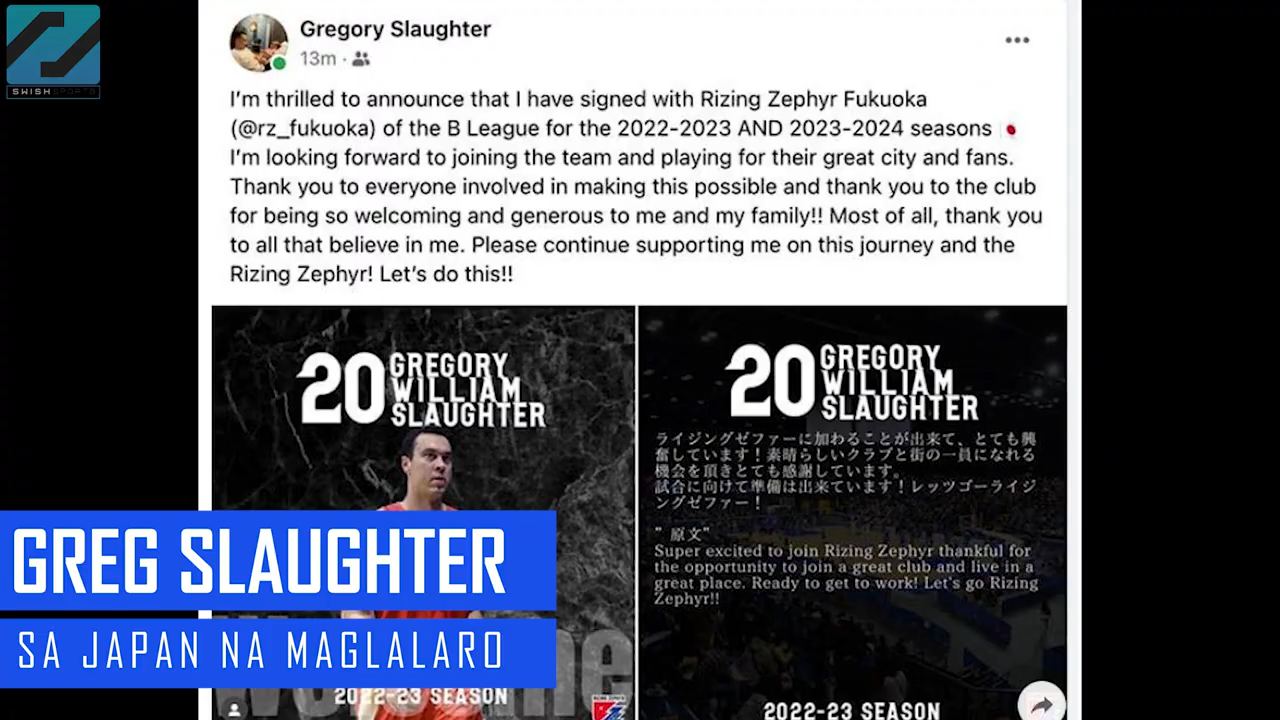 SWISHSPORTS
Gregory Slaughter
13m ·
I'm thrilled to announce that I have signed with Rizing Zephyr Fukuoka
(@rz_fukuoka) of the B League for the 2022-2023 AND 2023-2024 seasons
I'm looking forward to joining the team and playing for their great city and fans.
Thank you to everyone involved in making this possible and thank you to the club
for being so welcoming and generous to me and my family!! Most of all, thank you
to all that believe in me. Please continue supporting me on this journey and the
Rizing Zephyr! Let's do this!!
20 GREGORY
WILLIAM
SLAUGHTER
2022-23 SEASON
20 GREGORY
WILLIAM
SLAUGHTER
ライジングゼファーに加わることが出来て、とても興
奮しています！素晴らしいクラブと街の一員になれる
機会を頂きとても感謝しています。
試合に向けて準備は出来ています！レッツゴーライジ
ングゼファー！
”原文”
Super excited to join Rizing Zephyr thankful for
the opportunity to join a great club and live in a
great place. Ready to get to work! Let's go Rizing
Zephyr!!
2022-23 SEASON
GREG SLAUGHTER
SA JAPAN NA MAGLALARO